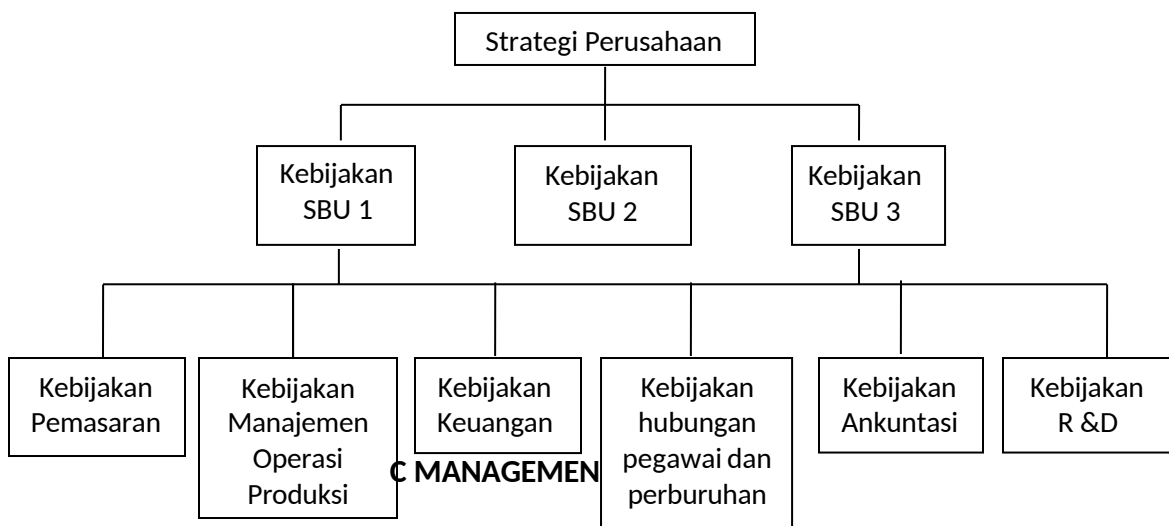 Strategi Perusahaan
Kebijakan
SBU 1
Kebijakan
SBU 2
Kebijakan
SBU 3
Kebijakan
Pemasaran
Kebijakan
Manajemen
Operasi
Produksi
Kebijakan
Keuangan
Kebijakan
hubungan
pegawai dan
perburuhan
Kebijakan
Ankuntasi
Kebijakan
R &D
C MANAGEMEN